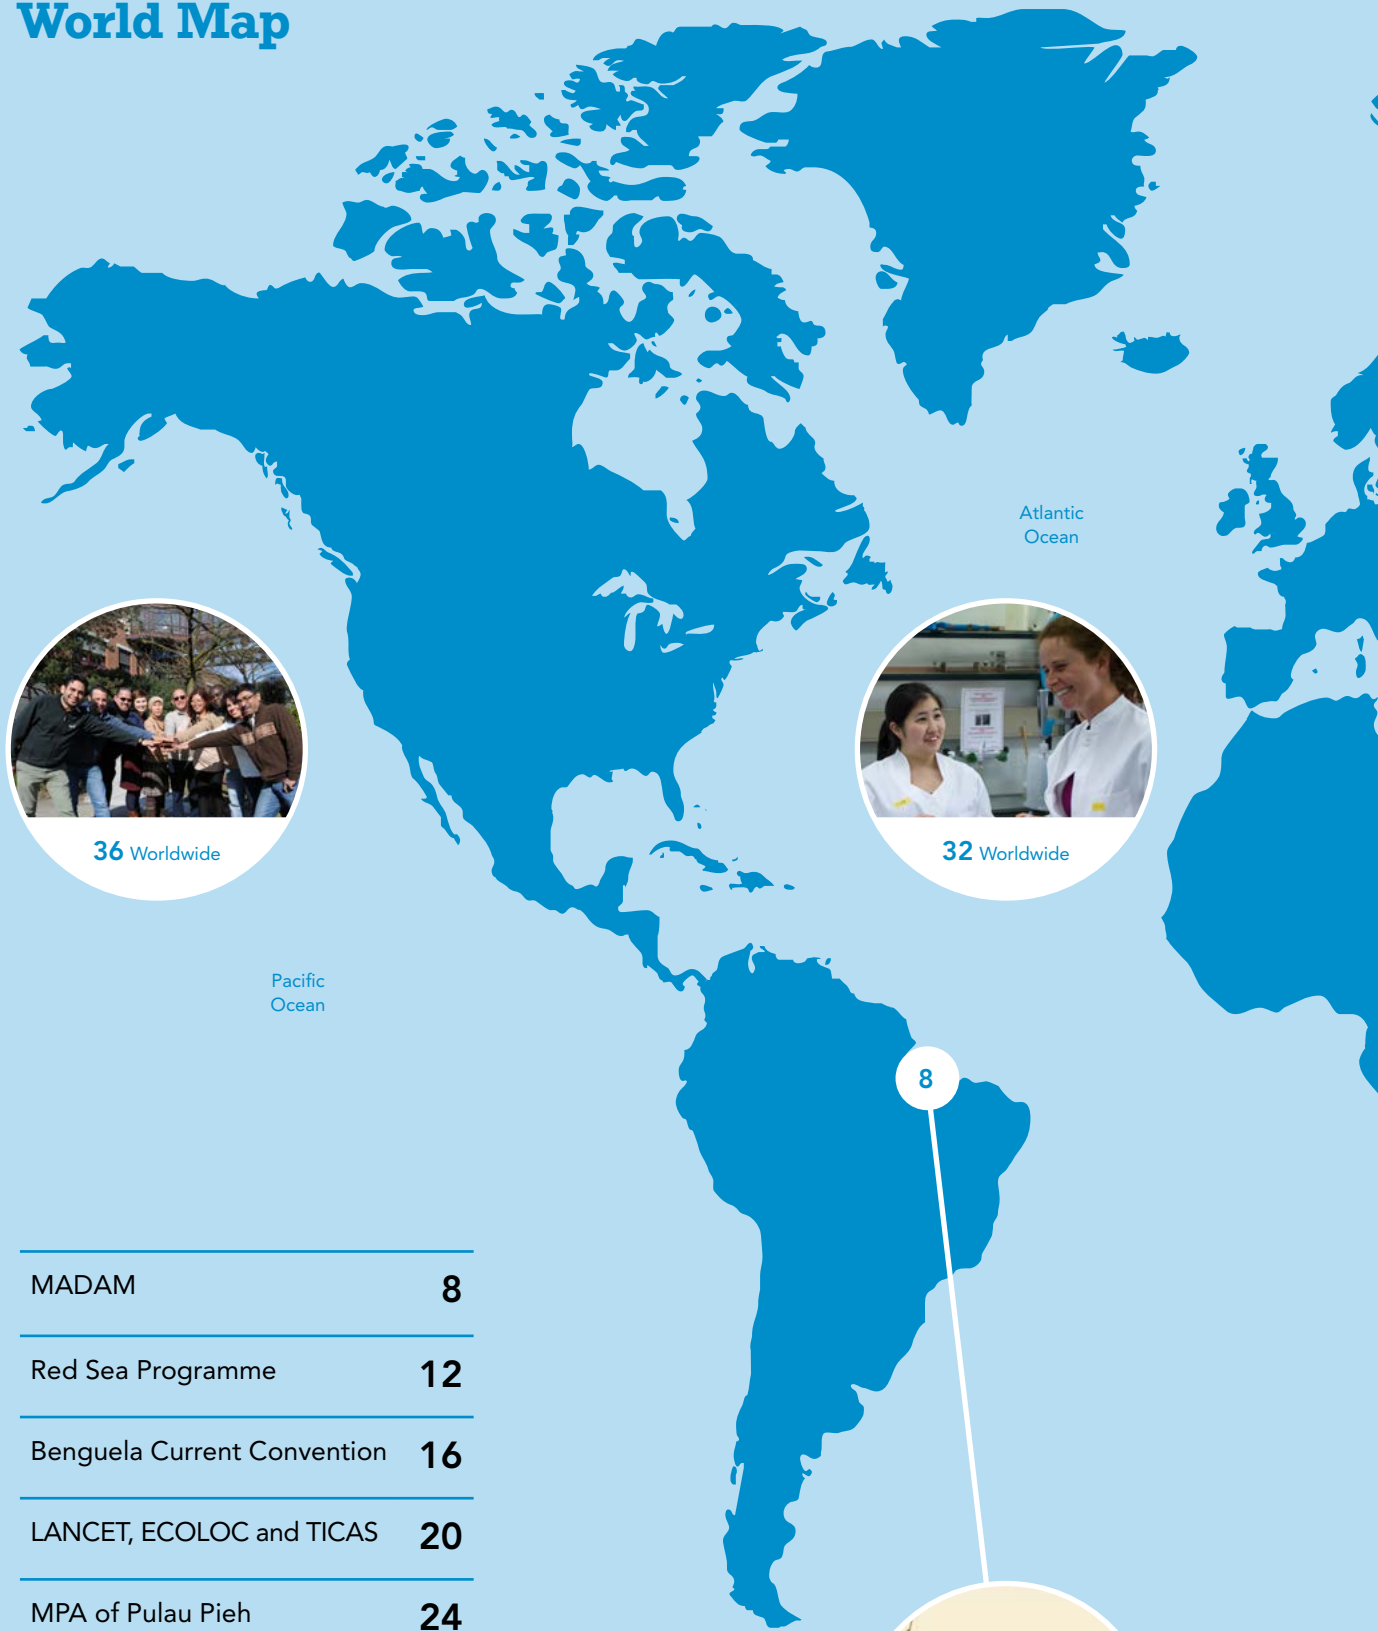 World Map
Atlantic
Ocean
36 Worldwide
32 Worldwide
Pacific
Ocean
8
MADAM 8
Red Sea Programme 12
Benguela Current Convention 16
LANCET, ECOLOC and TICAS 20
MPA of Pulau Pieh 24